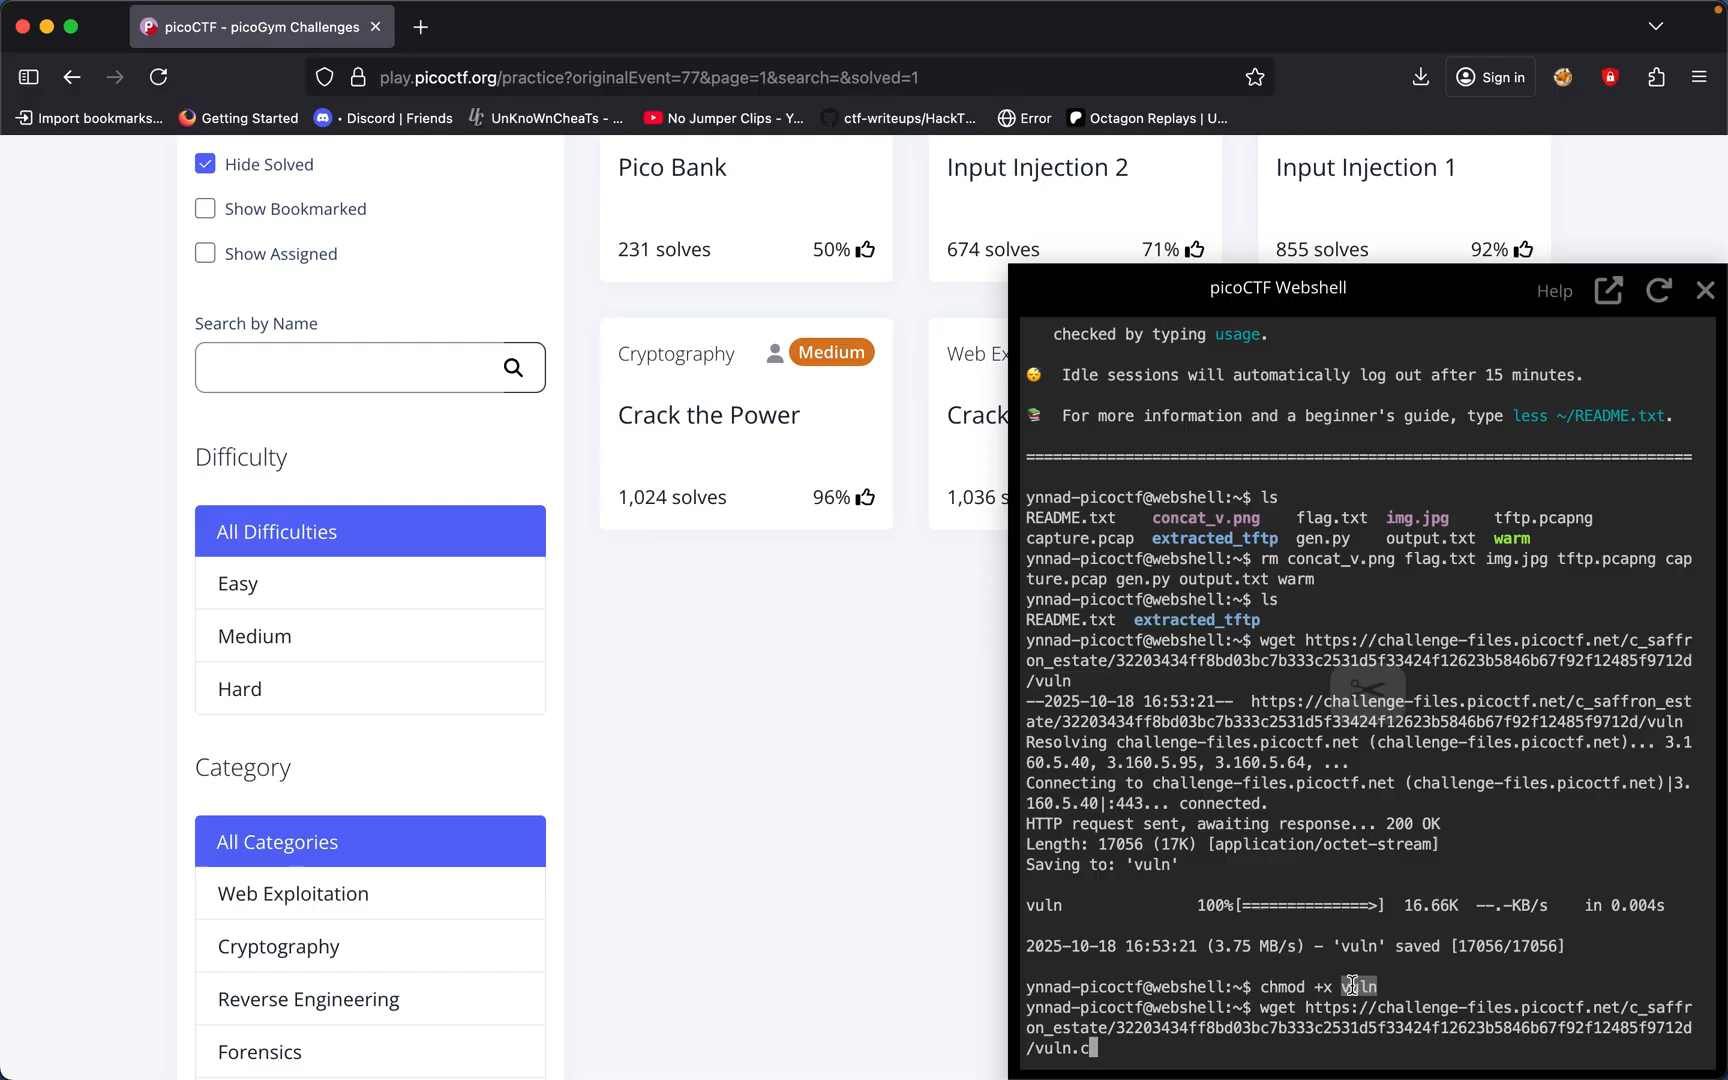 picoCTF - picoGym Challenges
play.picoctf.org/practice?originalEvent=77&page=1&search=&solved=1
Sign in
Import bookmarks...
Getting Started
• Discord | Friends
UnKnoWnCheaTs - ...
No Jumper Clips - Y...
ctf-writeups/HackT...
Error
Octagon Replays | U...
Hide Solved
Show Bookmarked
Show Assigned
Search by Name
Difficulty
All Difficulties
Easy
Medium
Hard
Category
All Categories
Web Exploitation
Cryptography
Reverse Engineering
Forensics
Pico Bank
231 solves 50%
Input Injection 2
674 solves 71%
Input Injection 1
855 solves 92%
Cryptography Medium
Crack the Power
1,024 solves 96%
Web Ex
Crack
1,036 s
picoCTF Webshell
Help
checked by typing usage.
Idle sessions will automatically log out after 15 minutes.
For more information and a beginner's guide, type less ~/README.txt.
==========================================================================
ynnad-picoctf@webshell:~$ ls
README.txt concat_v.png flag.txt img.jpg tftp.pcapng
capture.pcap extracted_tftp gen.py output.txt warm
ynnad-picoctf@webshell:~$ rm concat_v.png flag.txt img.jpg tftp.pcapng cap
ture.pcap gen.py output.txt warm
ynnad-picoctf@webshell:~$ ls
README.txt extracted_tftp
ynnad-picoctf@webshell:~$ wget https://challenge-files.picoctf.net/c_saffr
on_estate/32203434ff8bd03bc7b333c2531d5f33424f12623b5846b67f92f12485f9712d
/vuln
--2025-10-18 16:53:21-- https://challenge-files.picoctf.net/c_saffron_est
ate/32203434ff8bd03bc7b333c2531d5f33424f12623b5846b67f92f12485f9712d/vuln
Resolving challenge-files.picoctf.net (challenge-files.picoctf.net)... 3.1
60.5.40, 3.160.5.95, 3.160.5.64, ...
Connecting to challenge-files.picoctf.net (challenge-files.picoctf.net)|3.
160.5.40|:443... connected.
HTTP request sent, awaiting response... 200 OK
Length: 17056 (17K) [application/octet-stream]
Saving to: 'vuln'
vuln 100%[==============>] 16.66K --.-KB/s in 0.004s
2025-10-18 16:53:21 (3.75 MB/s) - 'vuln' saved [17056/17056]
ynnad-picoctf@webshell:~$ chmod +x vuln
ynnad-picoctf@webshell:~$ wget https://challenge-files.picoctf.net/c_saffr
on_estate/32203434ff8bd03bc7b333c2531d5f33424f12623b5846b67f92f12485f9712d
/vuln.c